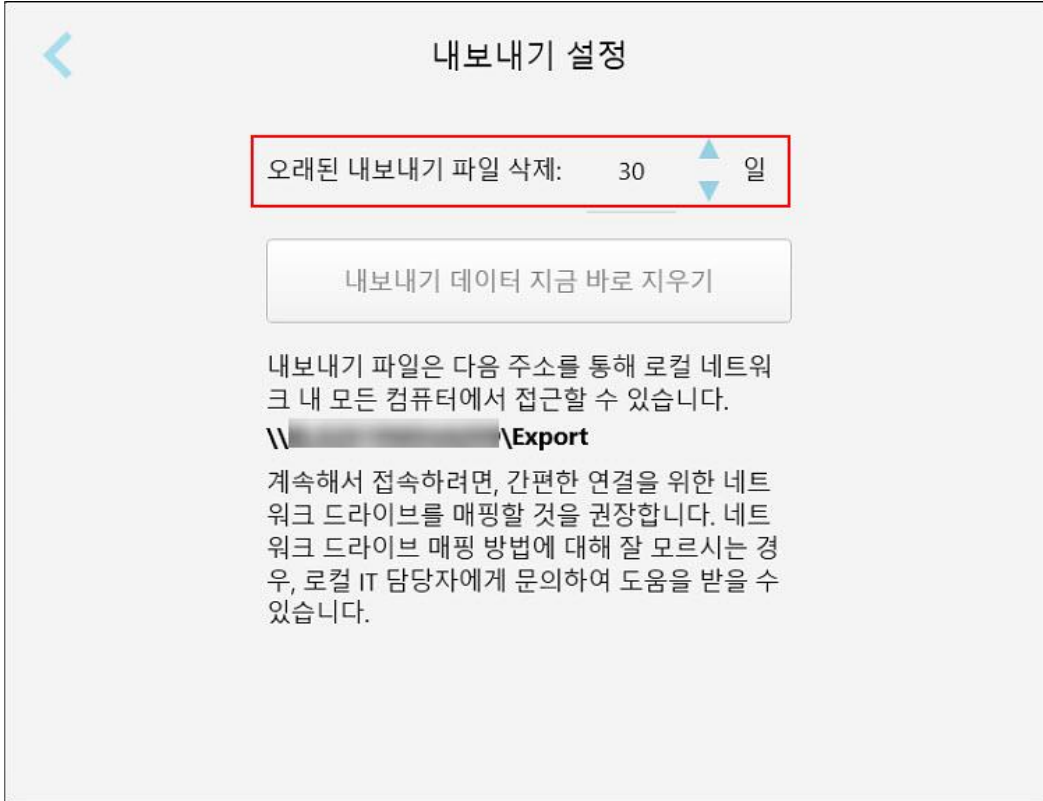 내보내기 설정
오래된 내보내기 파일 삭제: 30 일
내보내기 데이터 지금 바로 지우기
내보내기 파일은 다음 주소를 통해 로컬 네트워
크 내 모든 컴퓨터에서 접근할 수 있습니다.
\\ \Export
계속해서 접속하려면, 간편한 연결을 위한 네트
워크 드라이브를 매핑할 것을 권장합니다. 네트
워크 드라이브 매핑 방법에 대해 잘 모르시는 경
우, 로컬 IT 담당자에게 문의하여 도움을 받을 수
있습니다.